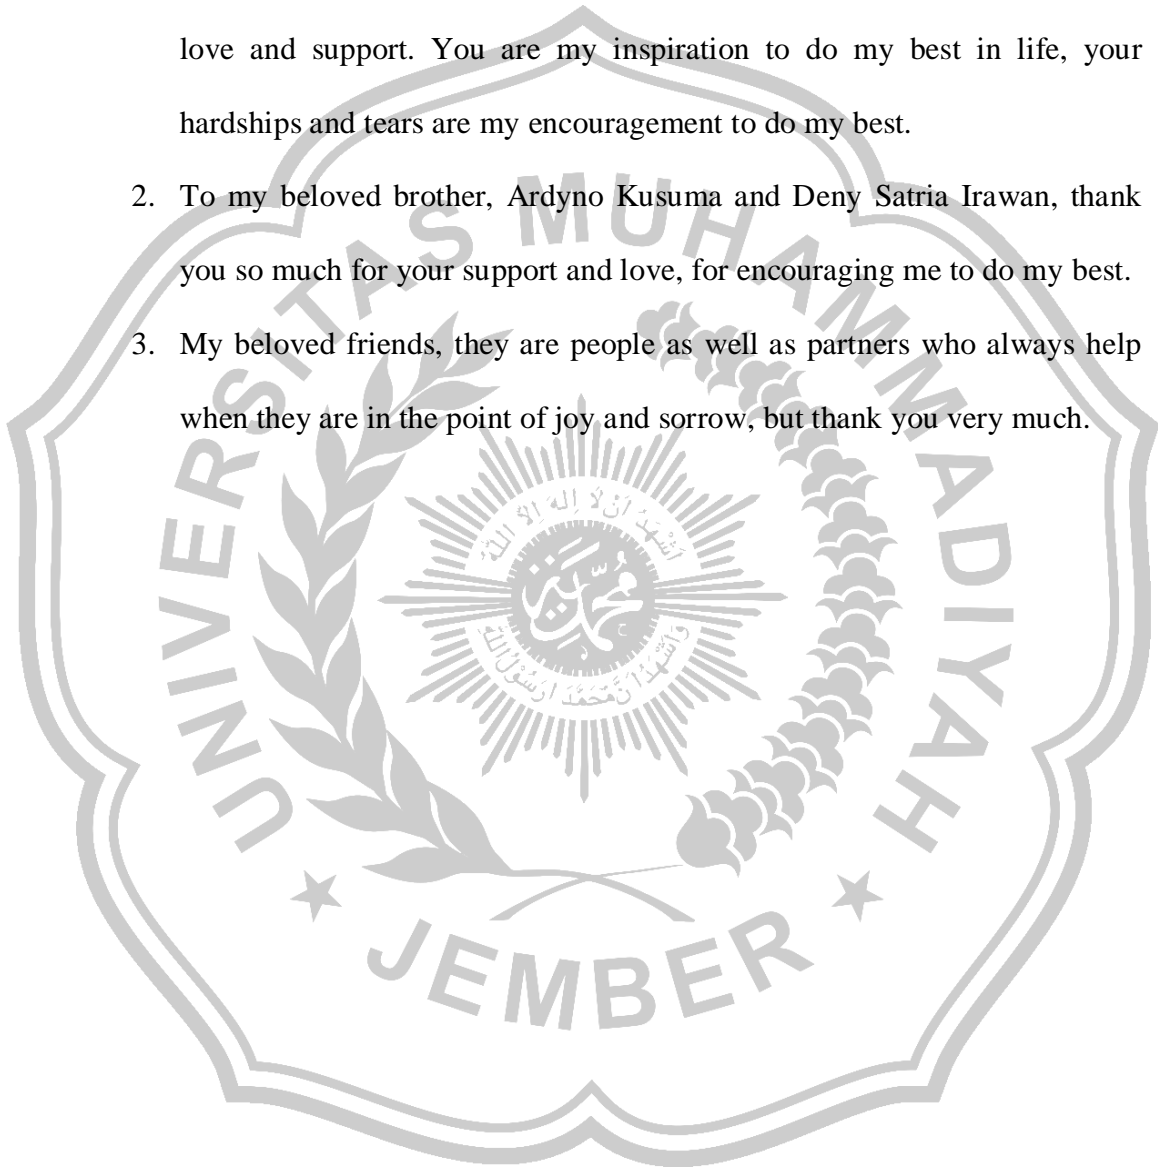 love and support. You are my inspiration to do my best in life, your
hardships and tears are my encouragement to do my best.
2. To my beloved brother, Ardyno Kusuma and Deny Satria Irawan, thank
you so much for your support and love, for encouraging me to do my best.
3. My beloved friends, they are people as well as partners who always help
when they are in the point of joy and sorrow, but thank you very much.
UNIVERSITAS MUHAMMADIYAH
JEMBER